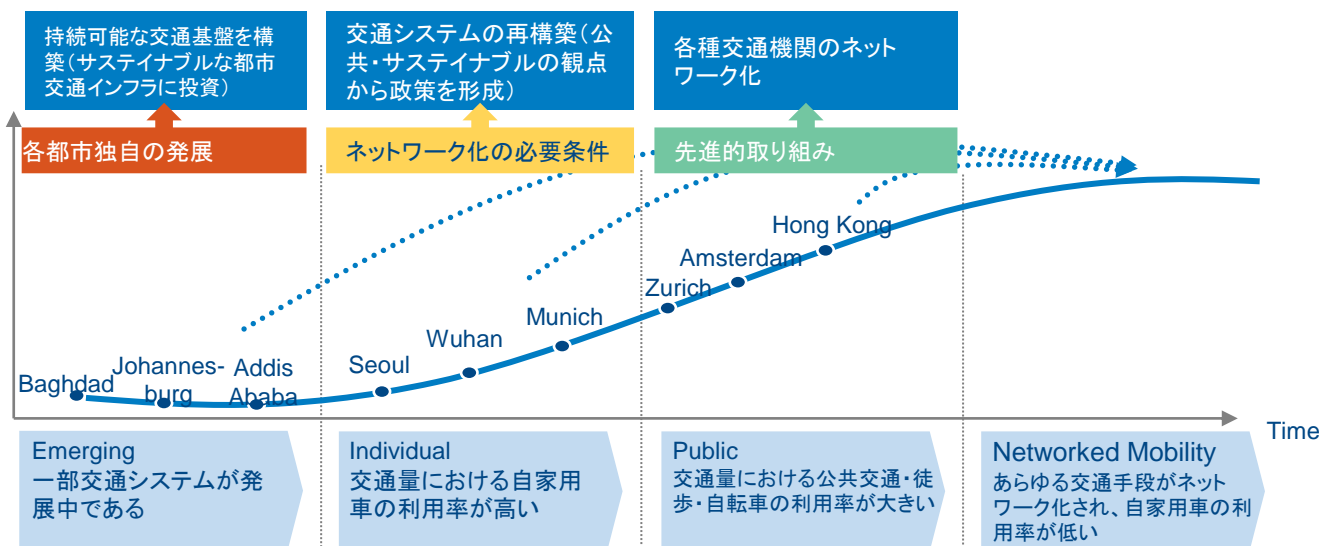 持続可能な交通基盤を構
築(サステイナブルな都市
交通インフラに投資)
交通システムの再構築(公
共・サステイナブルの観点
から政策を形成)
各種交通機関のネット
ワーク化
各都市独自の発展
ネットワーク化の必要条件
先進的取り組み
Baghdad
Johannes-
burg
Addis
Ababa
Seoul
Wuhan
Munich
Zurich
Amsterdam
Hong Kong
Time
Emerging
一部交通システムが発
展中である
Individual
交通量における自家用
車の利用率が高い
Public
交通量における公共交通・徒
歩・自転車の利用率が大きい
Networked Mobility
あらゆる交通手段がネット
ワーク化され、自家用車の利
用率が低い